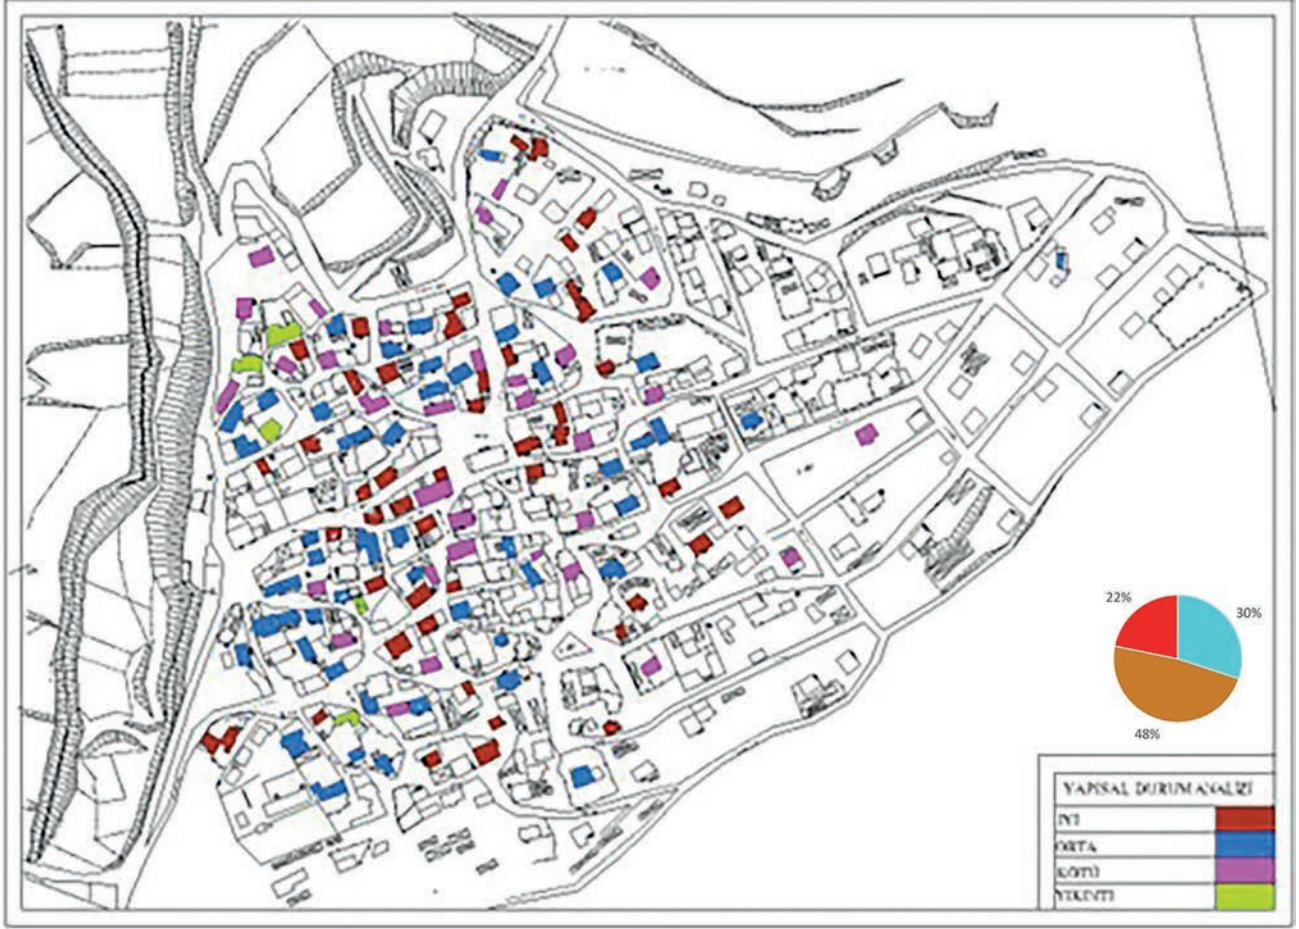 22%
30%
48%
YAPISAL DURUM ANALİZİ
İYİ
ORTA
KÖTÜ
YIKINTI